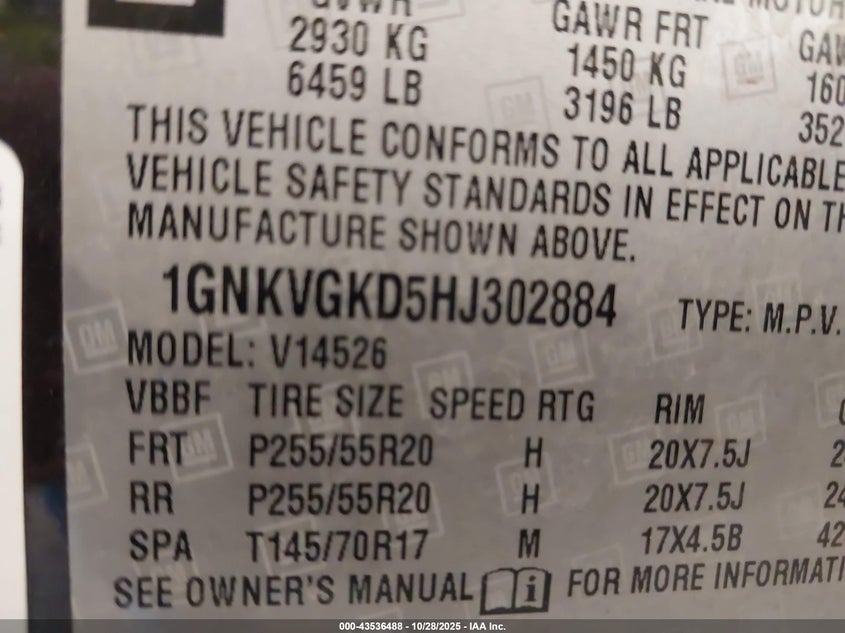 GVWR
GAWR FRT
2930 KG
1450 KG
6459 LB
3196 LB
THIS VEHICLE CONFORMS TO ALL APPLICABLE
VEHICLE SAFETY STANDARDS IN EFFECT ON
MANUFACTURE SHOWN ABOVE.
1GNKVGKD5HJ302884 TYPE: M.P.V.
MODEL: V14526
VBBF TIRE SIZE SPEED RTG RIM
FRT P255/55R20 H 20X7.5J
RR P255/55R20 H 20X7.5J
SPA T145/70R17 M 17X4.5B
SEE OWNER'S MANUAL i FOR MORE INFORMATI
000-43536488 - 10/28/2025 - IAA Inc.